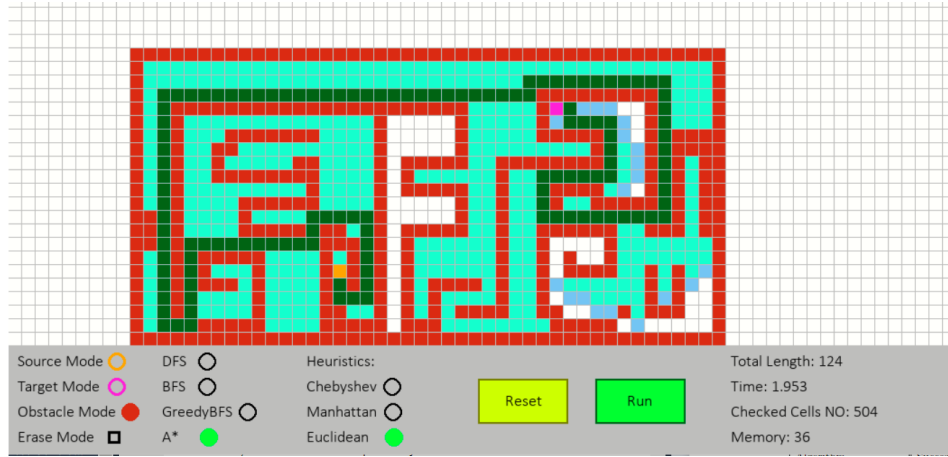 Source Mode DFS Heuristics: Total Length: 124
Target Mode BFS Chebyshev Reset Run Time: 1.953
Obstacle Mode GreedyBFS Manhattan Checked Cells NO: 504
Erase Mode A* Euclidean Memory: 36